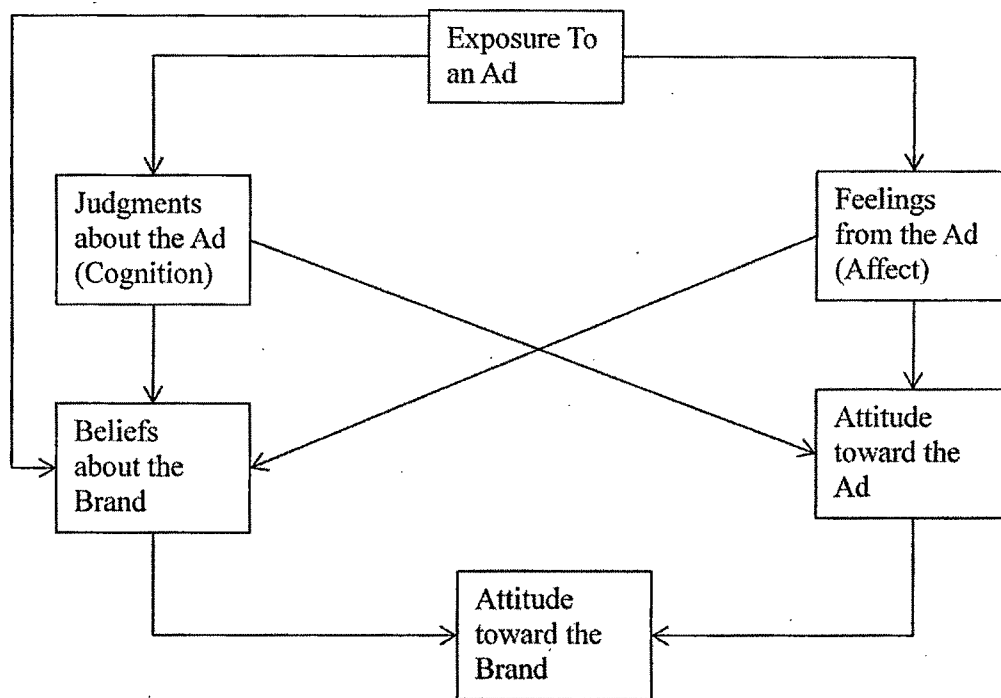 Exposure To
an Ad
Judgments
about the Ad
(Cognition)
Feelings
from the Ad
(Affect)
Beliefs
about the
Brand
Attitude
toward the
Ad
Attitude
toward the
Brand